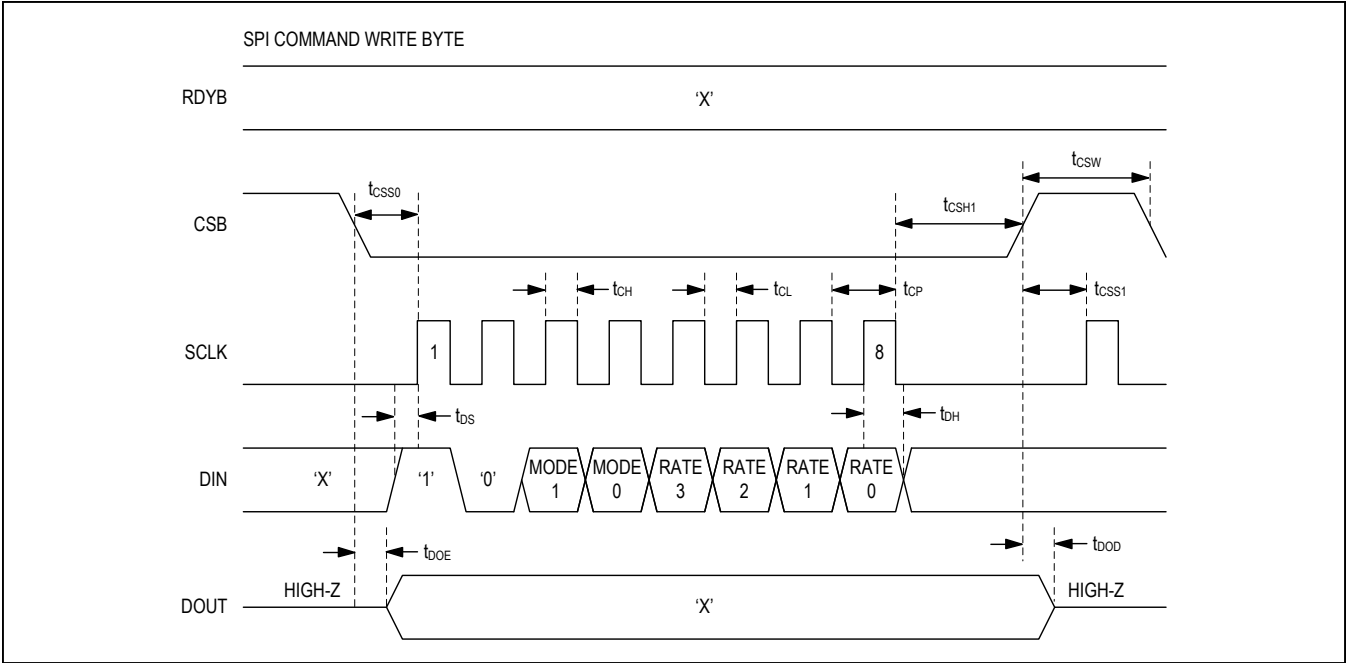 SPI COMMAND WRITE BYTE
RDYB
‘X’
tCSW
tCSS0
tCSH1
CSB
tCH
tCL
tCP
tCSS1
SCLK
1
8
tDS
tDH
DIN
‘X’
‘1’
‘0’
MODE 1
MODE 0
RATE 3
RATE 2
RATE 1
RATE 0
tDOE
tDOD
HIGH-Z
HIGH-Z
DOUT
‘X’